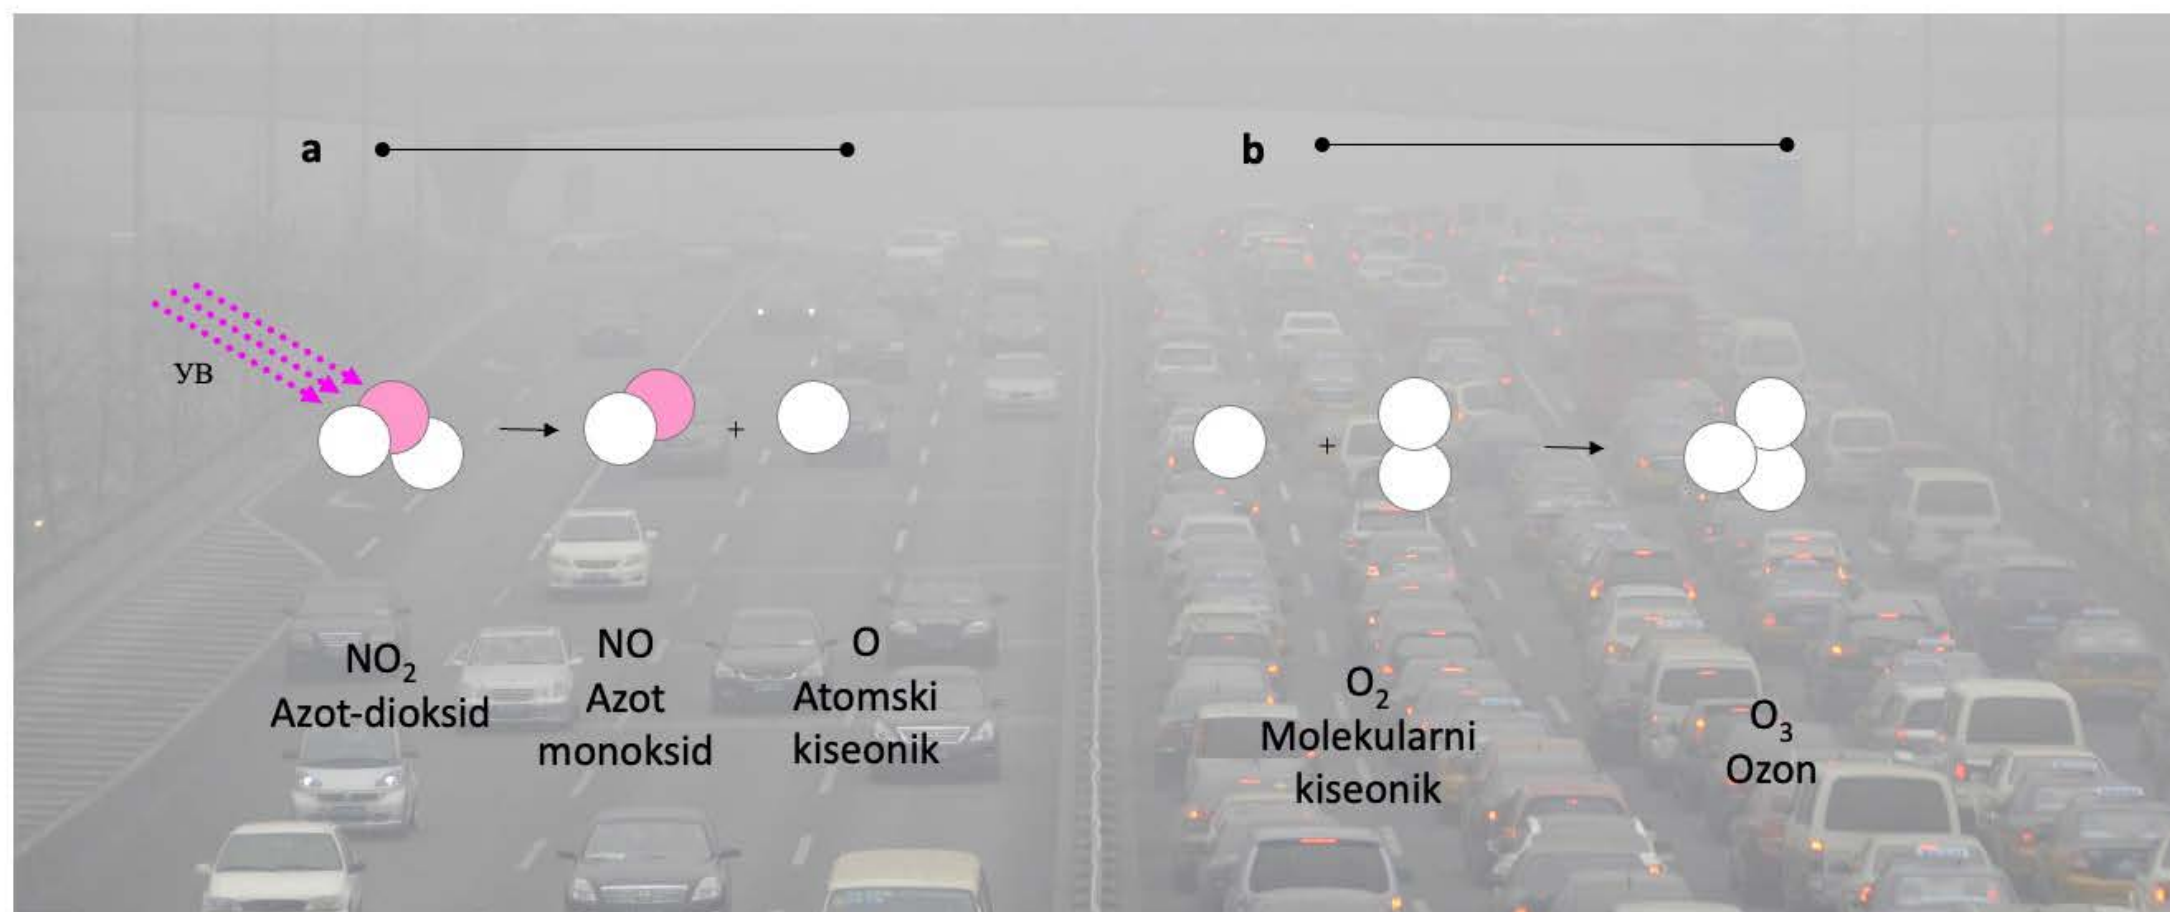 a
b
УВ
+
+
NO₂
Azot-dioksid
NO
Azot
monoksid
O
Atomski
kiseonik
O₂
Molekularni
kiseonik
O₃
Ozon